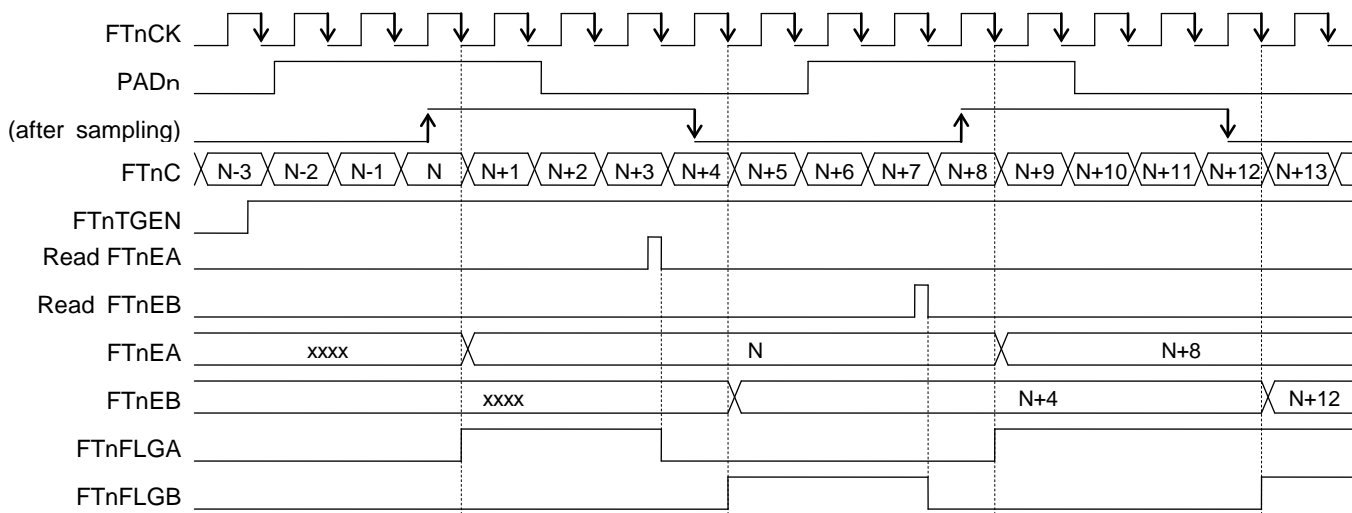 FTnCK
PADn
(after sampling)
FTnC N-3 N-2 N-1 N N+1 N+2 N+3 N+4 N+5 N+6 N+7 N+8 N+9 N+10 N+11 N+12 N+13
FTnTGEN
Read FTnEA
Read FTnEB
FTnEA xxxx N N+8
FTnEB xxxx N+4 N+12
FTnFLGA
FTnFLGB